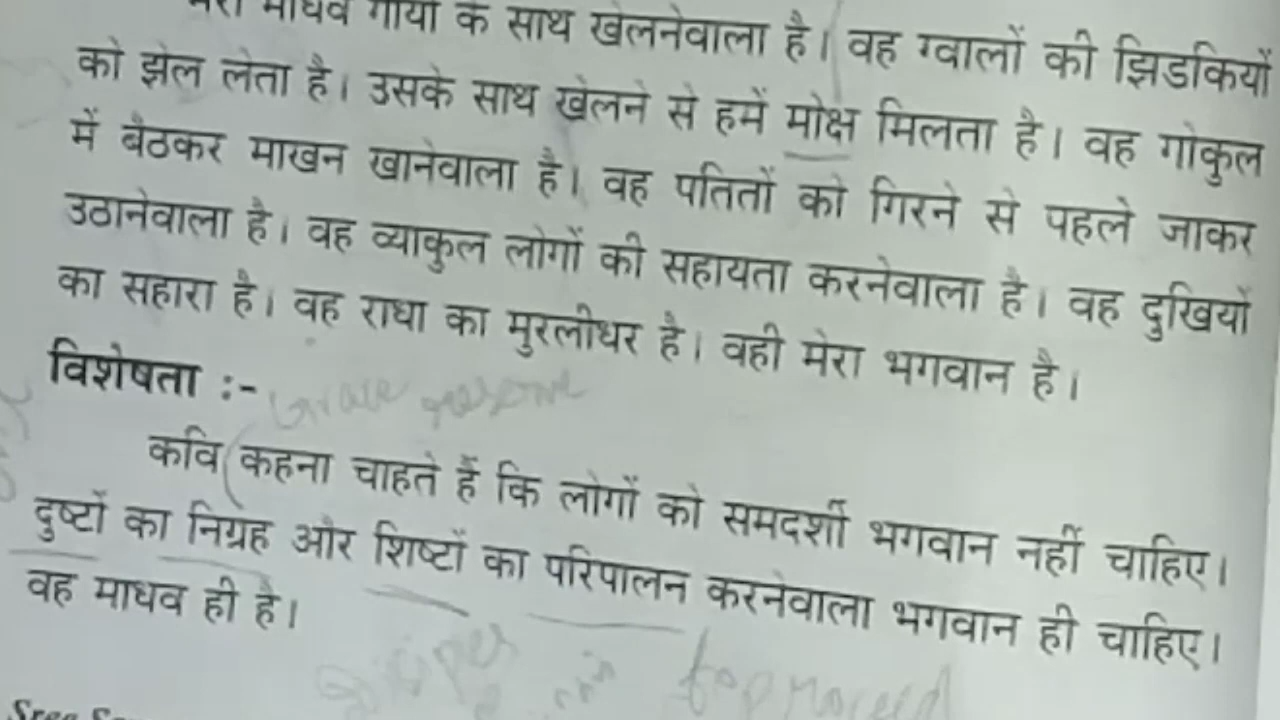 मेरा माधव गायों के साथ खेलनेवाला है। वह ग्वालों की झिडकियों
को झेल लेता है। उसके साथ खेलने से हमें मोक्ष मिलता है। वह गोकुल
में बैठकर माखन खानेवाला है। वह पतितों को गिरने से पहले जाकर
उठानेवाला है। वह व्याकुल लोगों की सहायता करनेवाला है। वह दुखियों
का सहारा है। वह राधा का मुरलीधर है। वही मेरा भगवान है।
विशेषता :-
कवि कहना चाहते हैं कि लोगों को समदर्शी भगवान नहीं चाहिए।
दुष्टों का निग्रह और शिष्टों का परिपालन करनेवाला भगवान ही चाहिए।
वह माधव ही है।